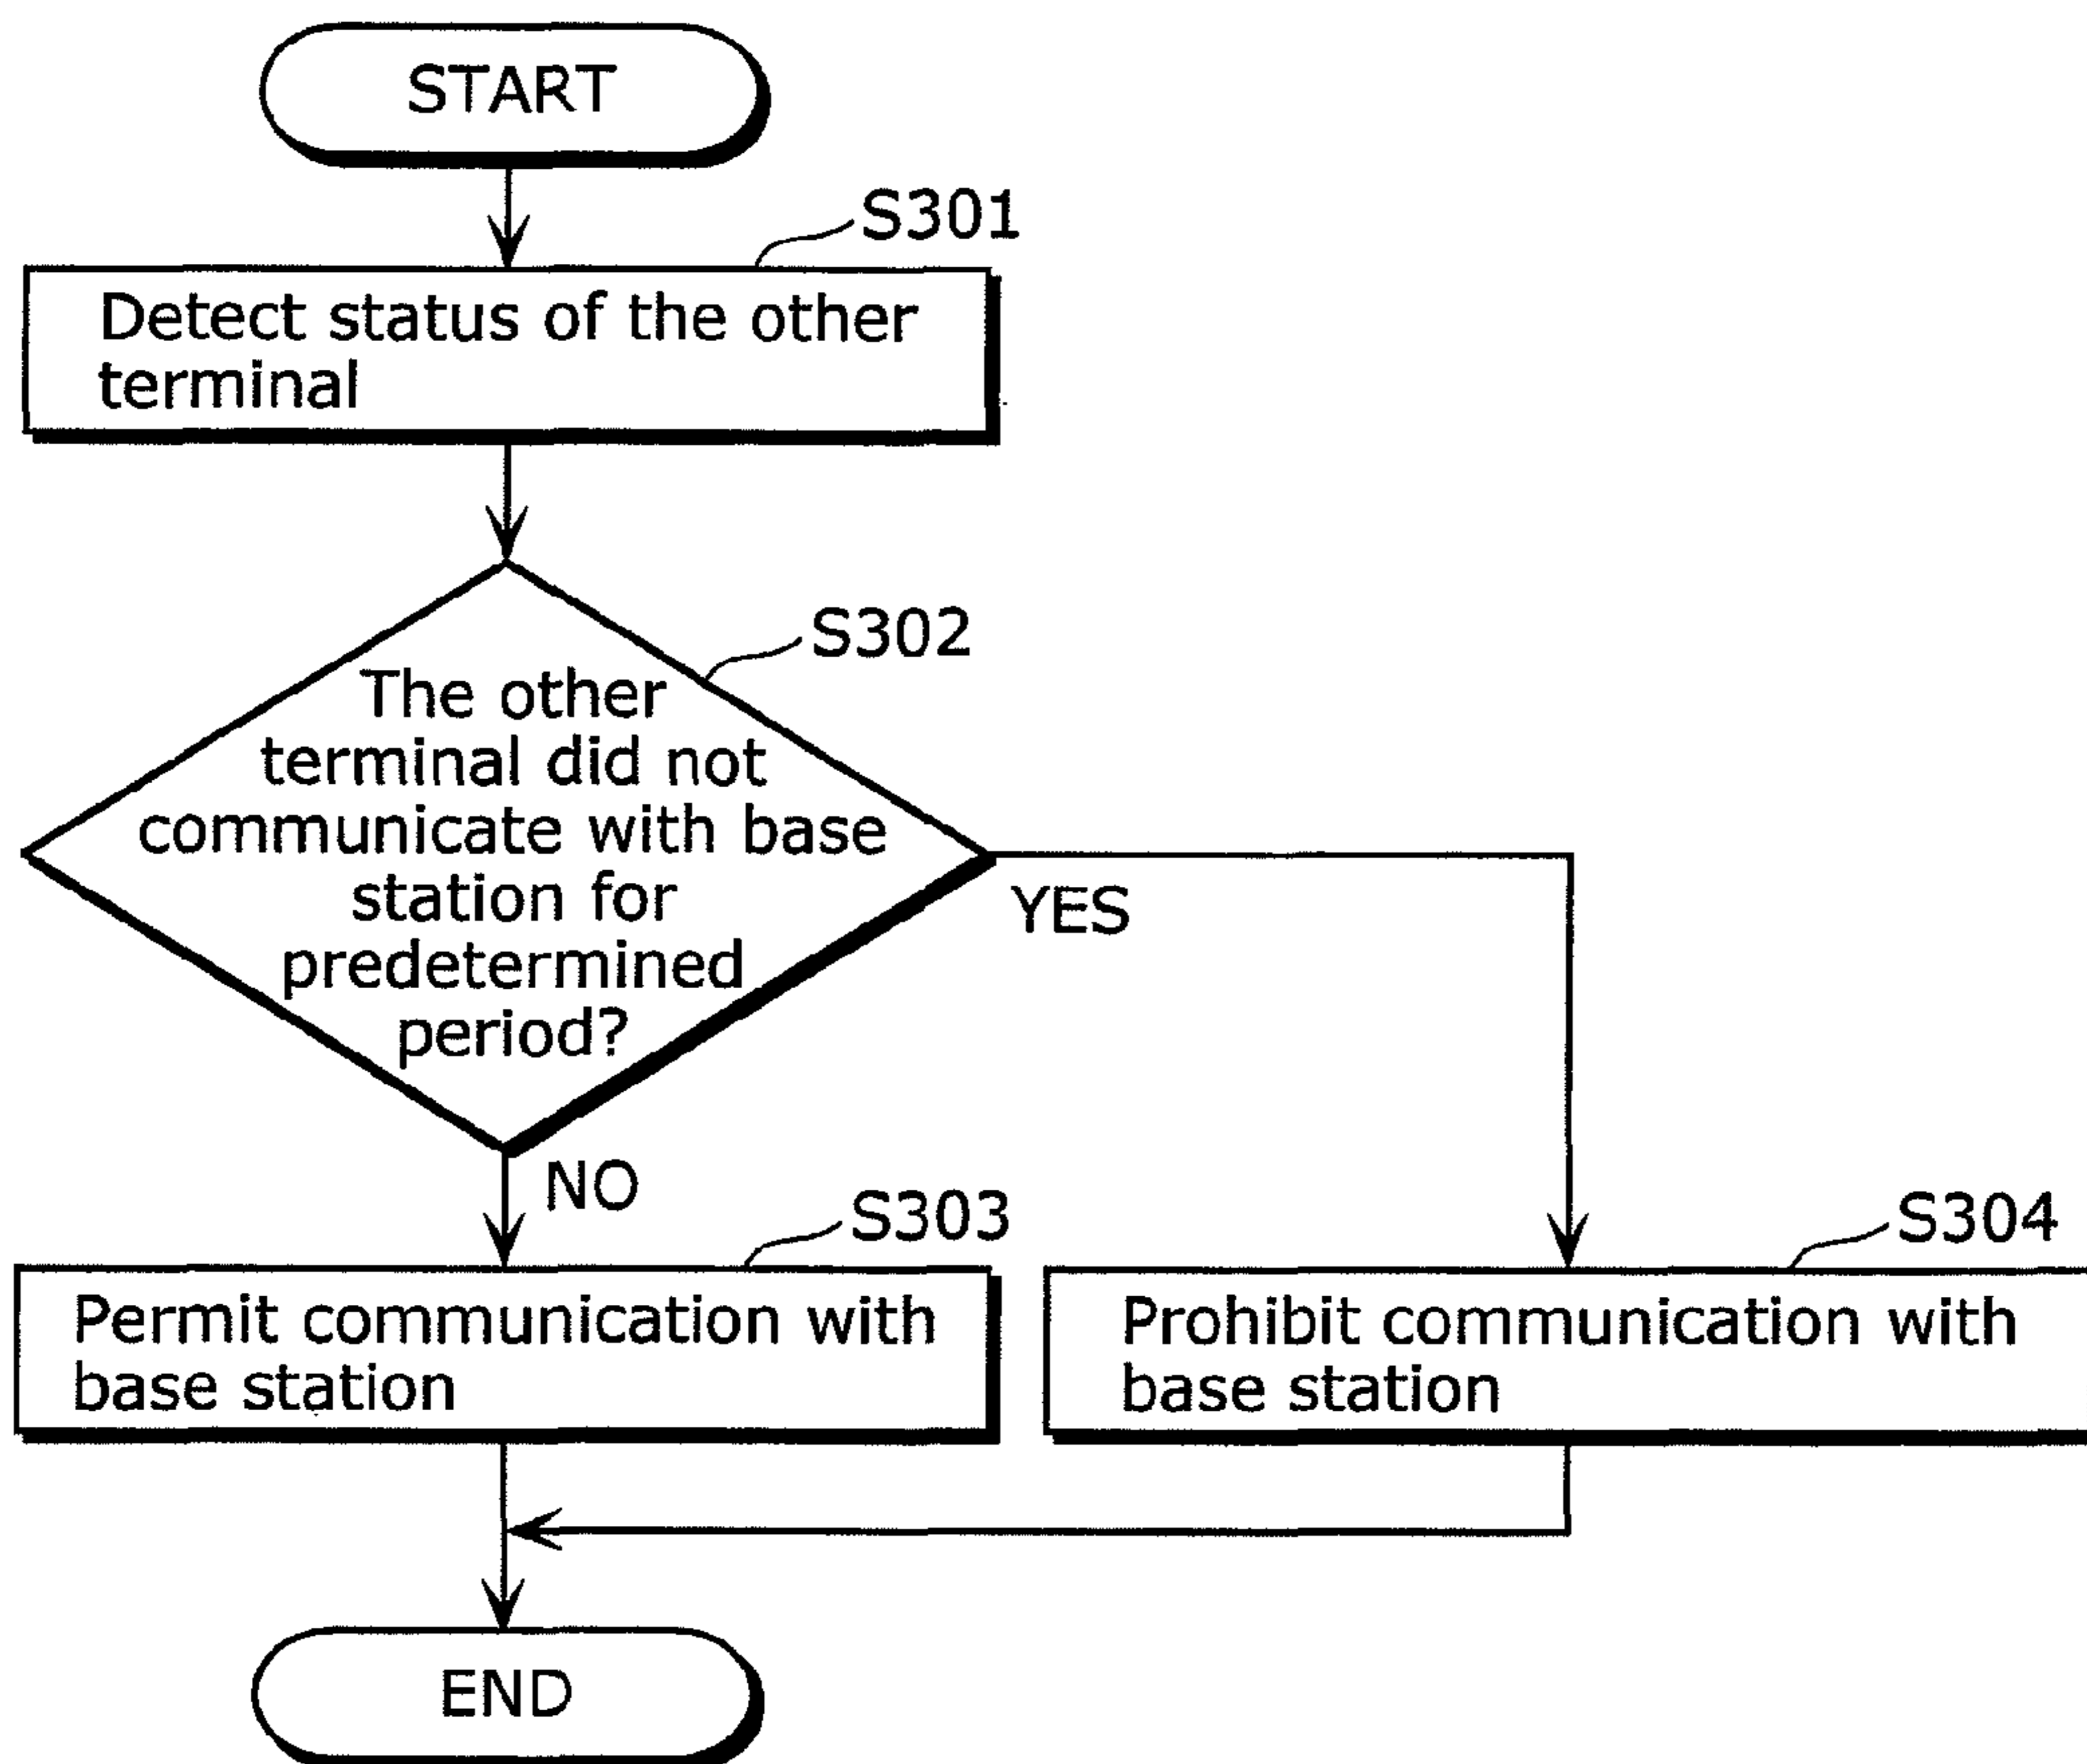 START
S301
Detect status of the other
terminal
S302
The other
terminal did not
communicate with base
station for
predetermined
period?
YES
NO
S303
Permit communication with
base station
S304
Prohibit communication with
base station
END